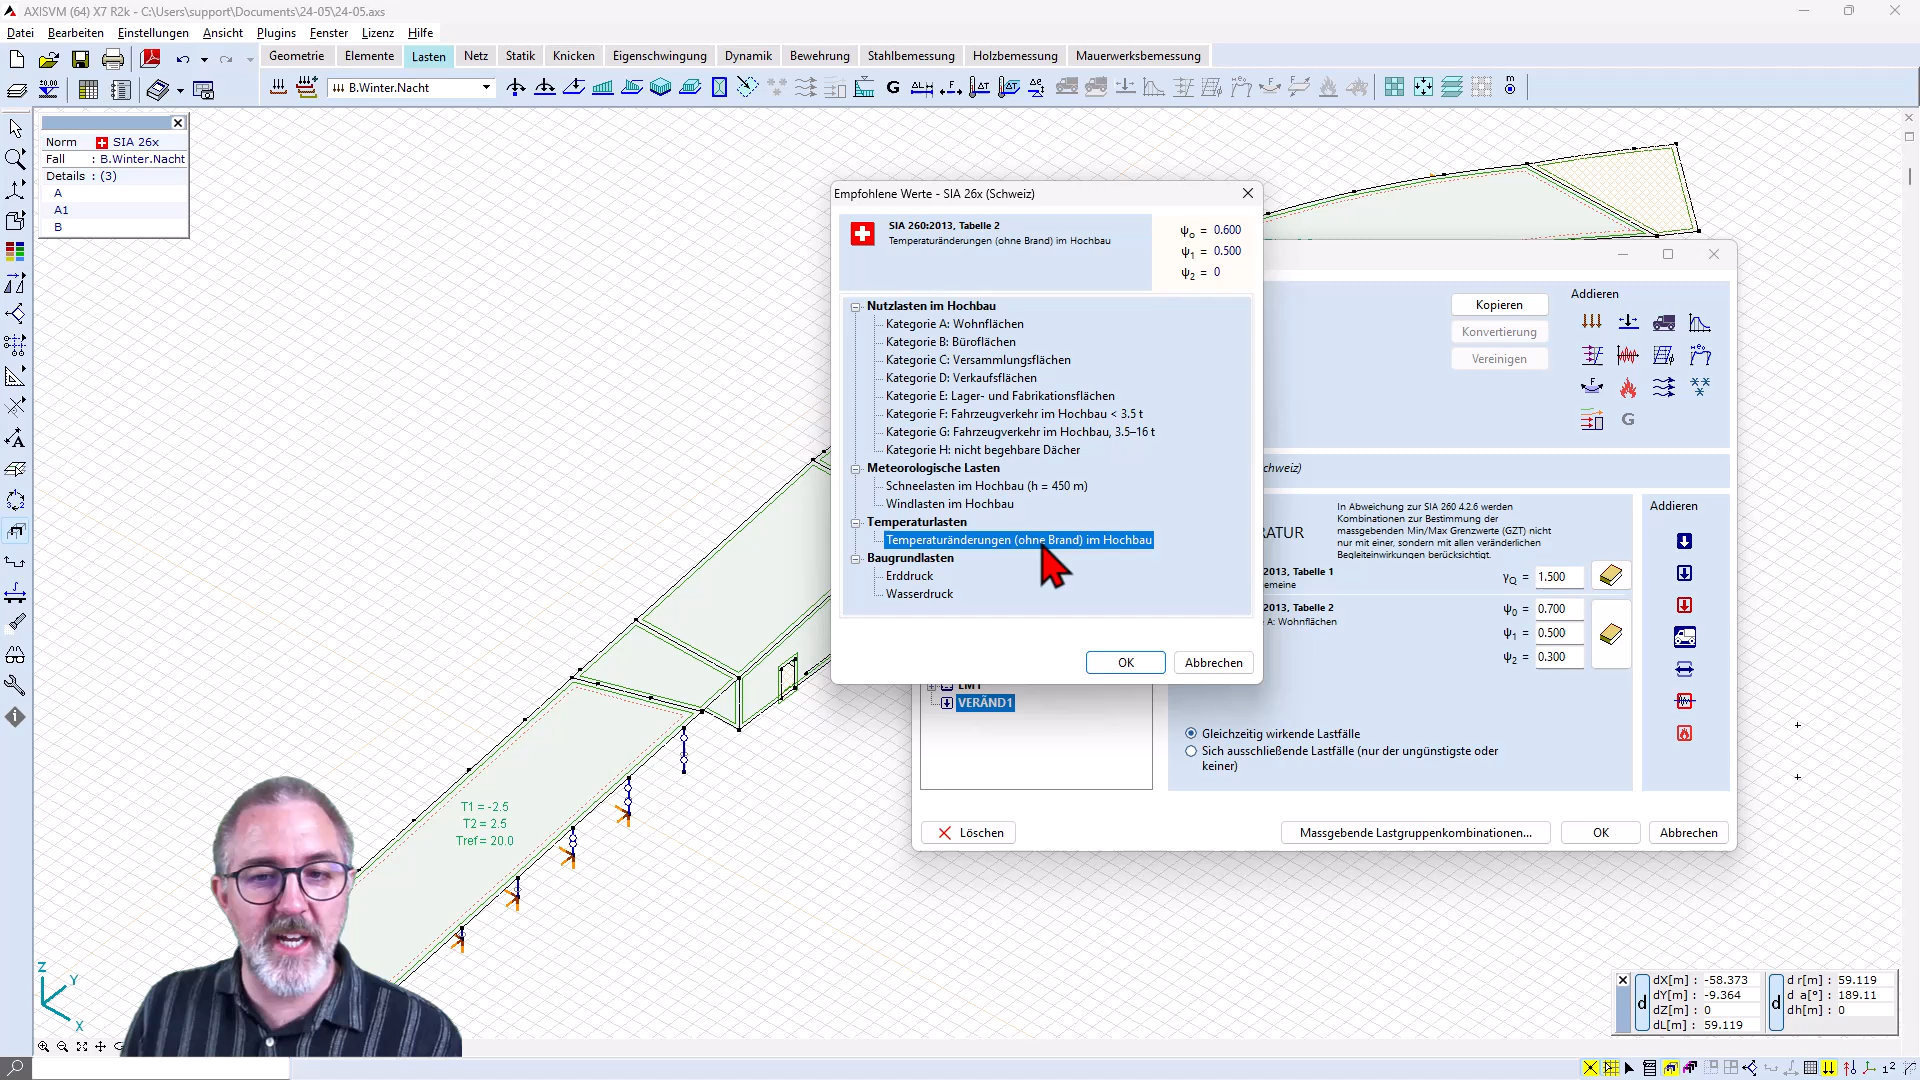 AXISVM (64) X7 R2k - C:\Users\support\Documents\24-05\24-05.axs
Datei Bearbeiten Einstellungen Ansicht Plugins Fenster Lizenz Hilfe
Geometrie Elemente Lasten Netz Statik Knicken Eigenschwingung Dynamik Bewehrung Stahlbemessung Holzbemessung Mauerwerksbemessung
B.Winter.Nacht
Norm SIA 26x
Fall : B.Winter.Nacht
Details : (3)
A
A1
B
Empfohlene Werte - SIA 26x (Schweiz)
SIA 260:2013, Tabelle 2
Temperaturänderungen (ohne Brand) im Hochbau
ψo = 0.600
ψ1 = 0.500
ψ2 = 0
Nutzlasten im Hochbau
Kategorie A: Wohnflächen
Kategorie B: Büroflächen
Kategorie C: Versammlungsflächen
Kategorie D: Verkaufsflächen
Kategorie E: Lager- und Fabrikationsflächen
Kategorie F: Fahrzeugverkehr im Hochbau < 3.5 t
Kategorie G: Fahrzeugverkehr im Hochbau, 3.5–16 t
Kategorie H: nicht begehbare Dächer
Meteorologische Lasten
Schneelasten im Hochbau (h = 450 m)
Windlasten im Hochbau
Temperaturlasten
Temperaturänderungen (ohne Brand) im Hochbau
Baugrundlasten
Erddruck
Wasserdruck
OK Abbrechen
Kopieren
Konvertierung
Vereinigen
Addieren
G
chweiz)
ATUR
In Abweichung zur SIA 260 4.2.6 werden
Kombinationen zur Bestimmung der
massgebenden Min/Max Grenzwerte (GZT) nicht
nur mit einer, sondern mit allen veränderlichen
Begleiteinwirkungen berücksichtigt.
2013, Tabelle 1
gemeine
γQ = 1.500
2013, Tabelle 2
e A: Wohnflächen
ψ0 = 0.700
ψ1 = 0.500
ψ2 = 0.300
Addieren
VERÄND1
Gleichzeitig wirkende Lastfälle
Sich ausschließende Lastfälle (nur der ungünstigste oder
keiner)
Löschen
Massgebende Lastgruppenkombinationen...
OK
Abbrechen
T1 = -2.5
T2 = 2.5
Tref = 20.0
Z
Y
X
dX[m] : -58.373
dY[m] : -9.364
dZ[m] : 0
dL[m] : 59.119
d r[m] : 59.119
d a[°] : 189.11
dh[m] : 0